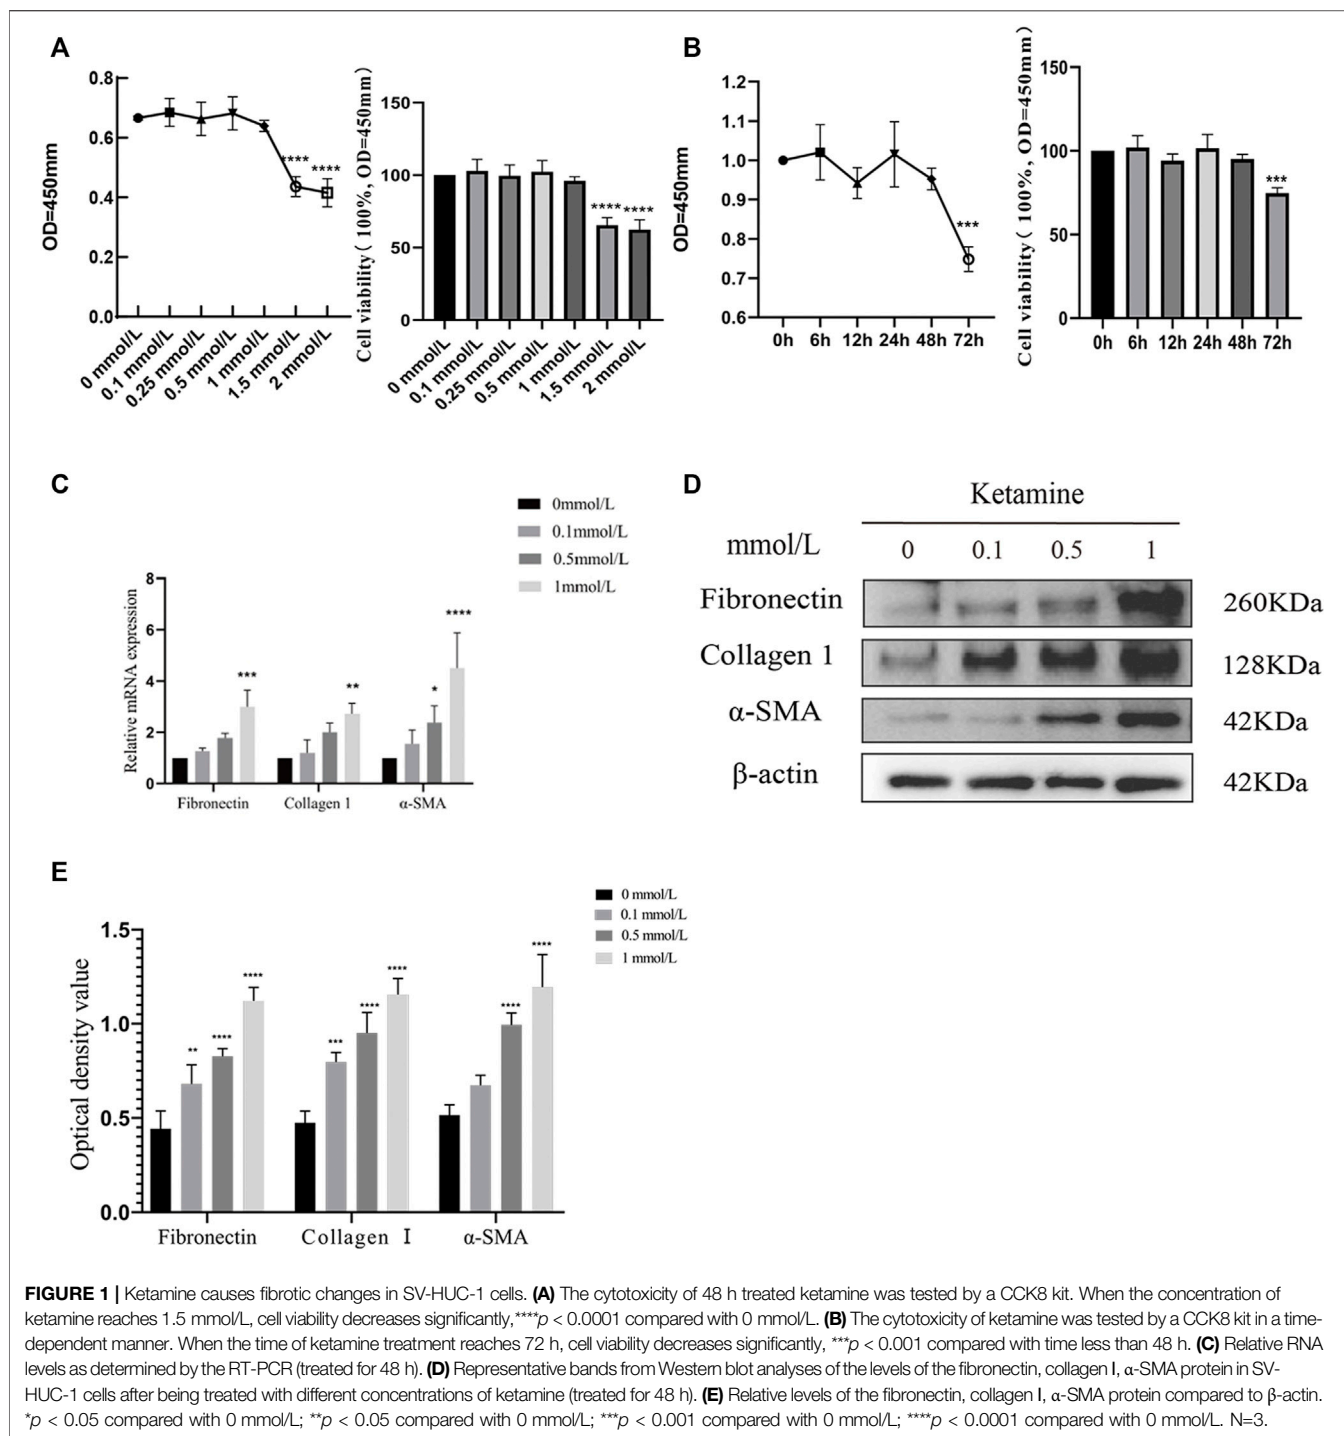 A
0.8
0.6
0.4
0.2
0.0
OD=450mm
****
****
0 mmol/L
0.1 mmol/L
0.25 mmol/L
0.5 mmol/L
1 mmol/L
1.5 mmol/L
2 mmol/L
Cell viability ( 100%, OD=450mm)
150
100
50
0
****
****
0 mmol/L
0.1 mmol/L
0.25 mmol/L
0.5 mmol/L
1 mmol/L
1.5 mmol/L
2 mmol/L
B
1.2
1.1
1.0
0.9
0.8
0.7
0.6
OD=450mm
***
0h 6h 12h 24h 48h 72h
Cell viability ( 100%, OD=450mm)
150
100
50
0
***
0h 6h 12h 24h 48h 72h
C
0mmol/L
0.1mmol/L
0.5mmol/L
1mmol/L
Relative mRNA expression
8
6
4
2
0
***
**
*
****
Fibronectin Collagen 1 α-SMA
D
Ketamine
mmol/L 0 0.1 0.5 1
Fibronectin 260KDa
Collagen 1 128KDa
α-SMA 42KDa
β-actin 42KDa
E
0 mmol/L
0.1 mmol/L
0.5 mmol/L
1 mmol/L
Optical density value
1.5
1.0
0.5
0.0
**
****
****
***
****
****
****
****
Fibronectin Collagen I α-SMA
FIGURE 1 | Ketamine causes fibrotic changes in SV-HUC-1 cells. (A) The cytotoxicity of 48 h treated ketamine was tested by a CCK8 kit. When the concentration of
ketamine reaches 1.5 mmol/L, cell viability decreases significantly,****p < 0.0001 compared with 0 mmol/L. (B) The cytotoxicity of ketamine was tested by a CCK8 kit in a time-
dependent manner. When the time of ketamine treatment reaches 72 h, cell viability decreases significantly, ***p < 0.001 compared with time less than 48 h. (C) Relative RNA
levels as determined by the RT-PCR (treated for 48 h). (D) Representative bands from Western blot analyses of the levels of the fibronectin, collagen I, α-SMA protein in SV-
HUC-1 cells after being treated with different concentrations of ketamine (treated for 48 h). (E) Relative levels of the fibronectin, collagen I, α-SMA protein compared to β-actin.
*p < 0.05 compared with 0 mmol/L; **p < 0.05 compared with 0 mmol/L; ***p < 0.001 compared with 0 mmol/L; ****p < 0.0001 compared with 0 mmol/L. N=3.